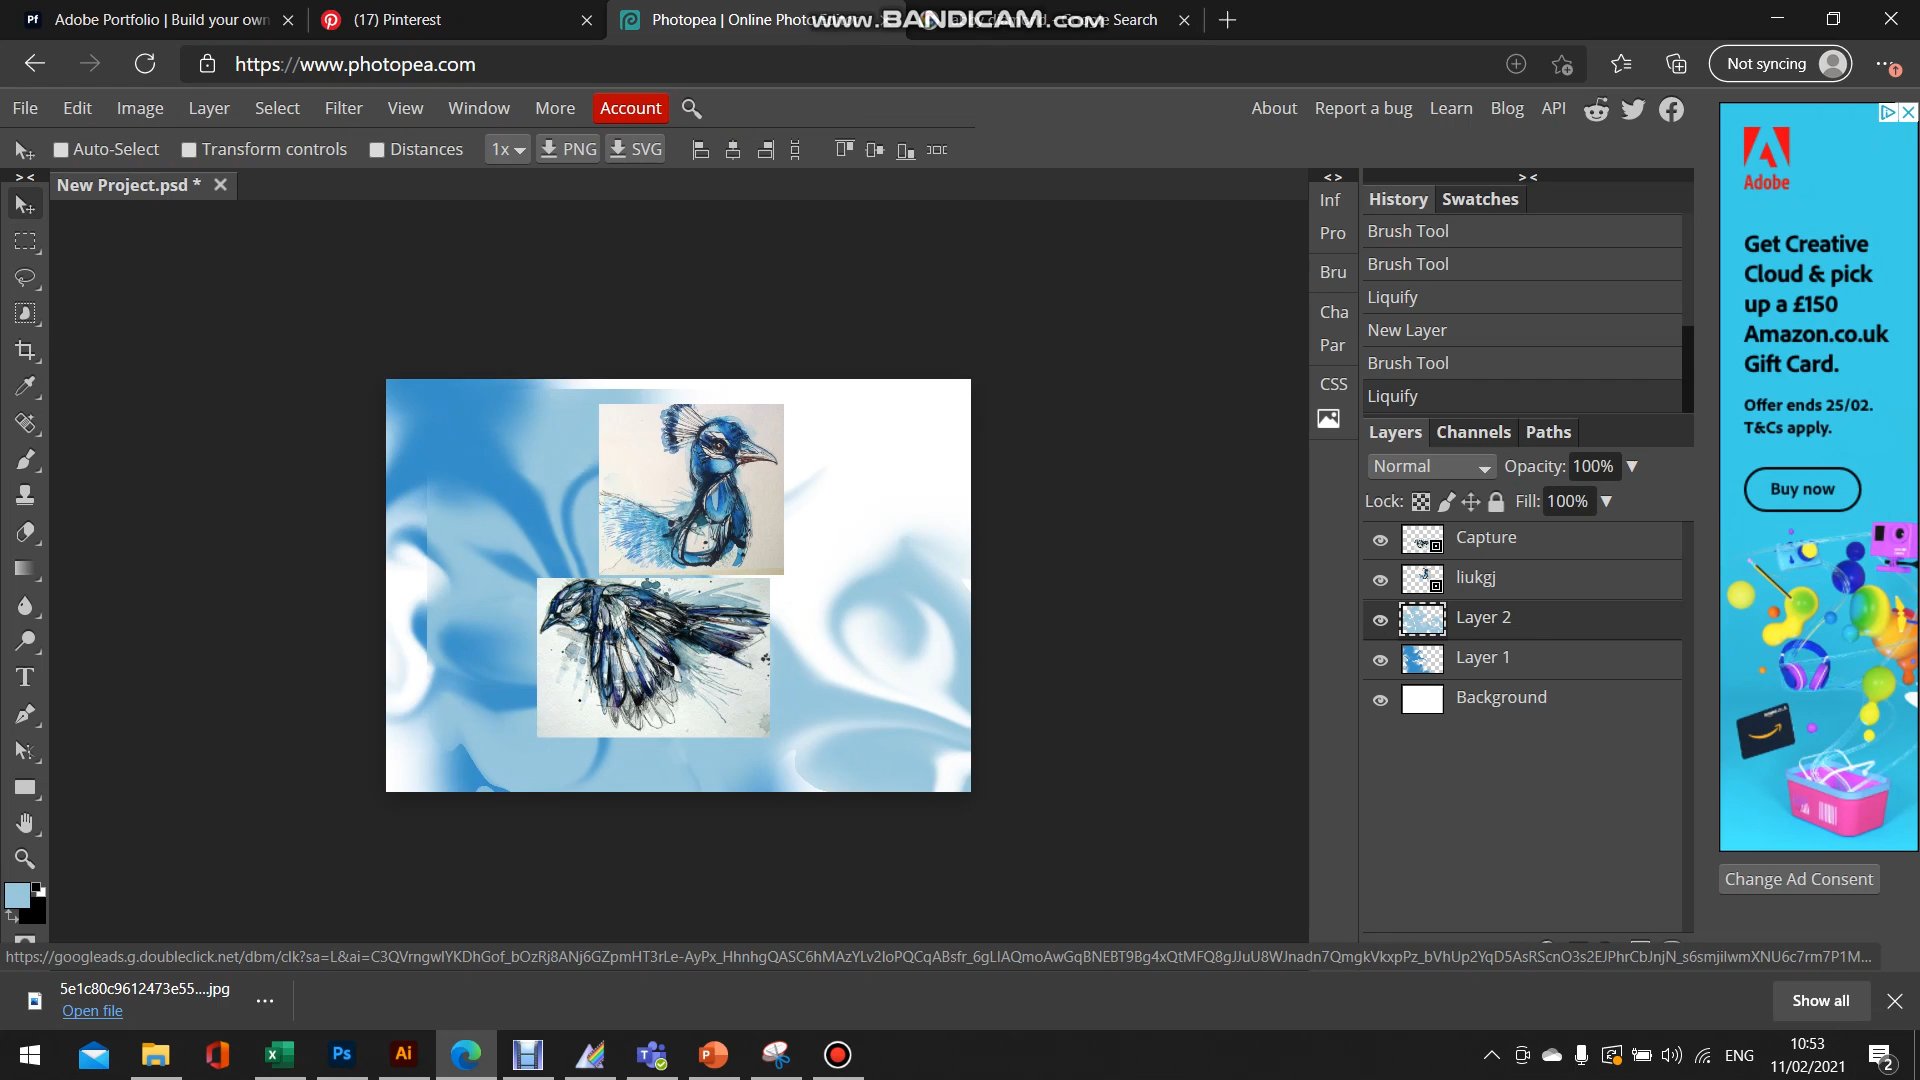 Adobe Portfolio | Build your own
(17) Pinterest
Photopea | Online Photo
www.BANDICAM.com
Google Search
https://www.photopea.com
Not syncing
File Edit Image Layer Select Filter View Window More Account
About Report a bug Learn Blog API
Auto-Select Transform controls Distances 1x PNG SVG
New Project.psd *
Inf
Pro
Bru
Cha
Par
CSS
History Swatches
Brush Tool
Brush Tool
Liquify
New Layer
Brush Tool
Liquify
Layers Channels Paths
Normal Opacity: 100%
Lock: Fill: 100%
Capture
liukgj
Layer 2
Layer 1
Background
Adobe
Get Creative
Cloud & pick
up a £150
Amazon.co.uk
Gift Card.
Offer ends 25/02.
T&Cs apply.
Buy now
Change Ad Consent
5e1c80c9612473e55....jpg
Open file
Show all
ENG
10:53
11/02/2021
2